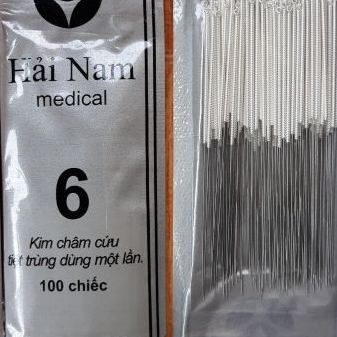 Hải Nam
medical
6
Kim châm cứu
tiệt trùng dùng một lần.
100 chiếc